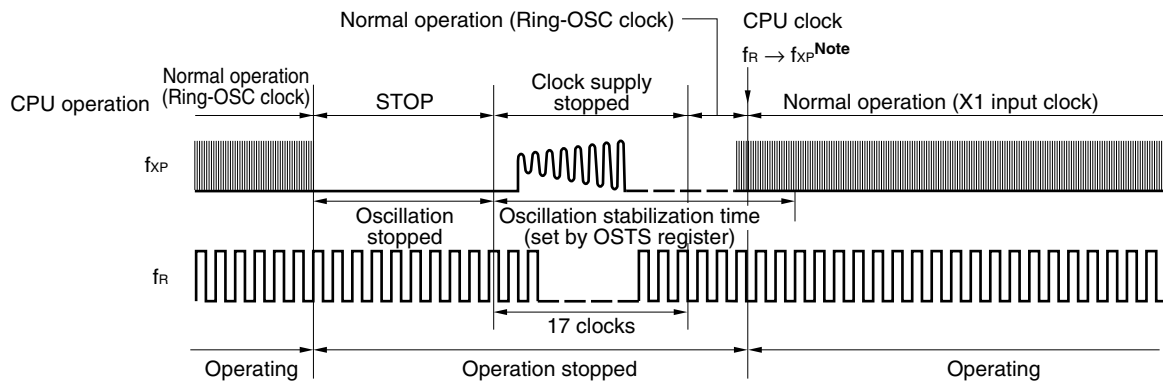 Normal operation (Ring-OSC clock)
CPU clock
fR → fXPNote
Normal operation
(Ring-OSC clock)
CPU operation
STOP
Clock supply
stopped
Normal operation (X1 input clock)
fXP
Oscillation
stopped
Oscillation stabilization time
(set by OSTS register)
fR
17 clocks
Operating
Operation stopped
Operating